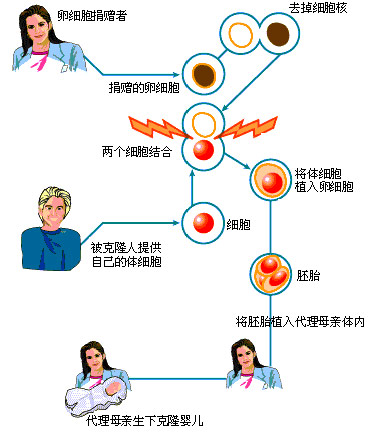 卵细胞捐赠者
去掉细胞核
捐赠的卵细胞
两个细胞结合
将体细胞
植入卵细胞
细胞
被克隆人提供
自己的体细胞
胚胎
将胚胎植入代理母亲体内
代理母亲生下克隆婴儿